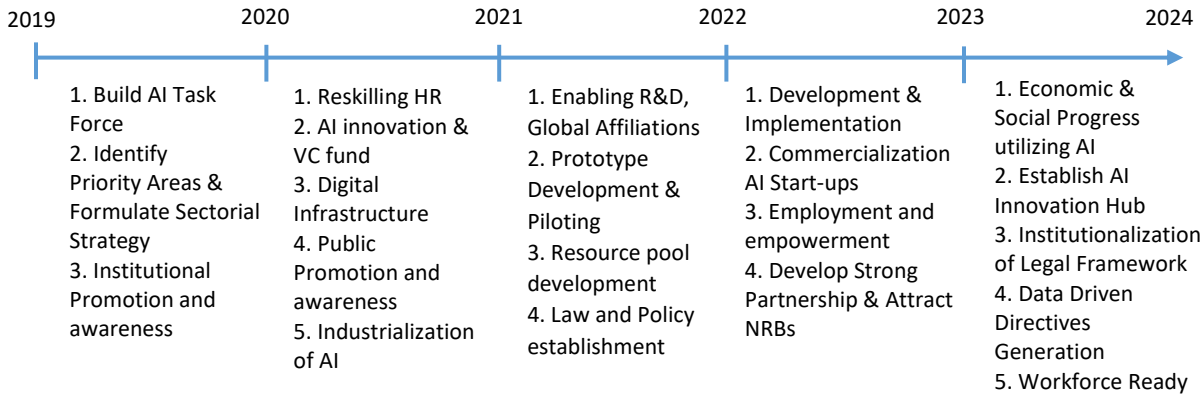 2019
2020
2021
2022
2023
2024
1. Build AI Task
Force
2. Identify
Priority Areas &
Formulate Sectorial
Strategy
3. Institutional
Promotion and
awareness
1. Reskilling HR
2. AI innovation &
VC fund
3. Digital
Infrastructure
4. Public
Promotion and
awareness
5. Industrialization
of AI
1. Enabling R&D,
Global Affiliations
2. Prototype
Development &
Piloting
3. Resource pool
development
4. Law and Policy
establishment
1. Development &
Implementation
2. Commercialization
AI Start-ups
3. Employment and
empowerment
4. Develop Strong
Partnership & Attract
NRBs
1. Economic &
Social Progress
utilizing AI
2. Establish AI
Innovation Hub
3. Institutionalization
of Legal Framework
4. Data Driven
Directives
Generation
5. Workforce Ready